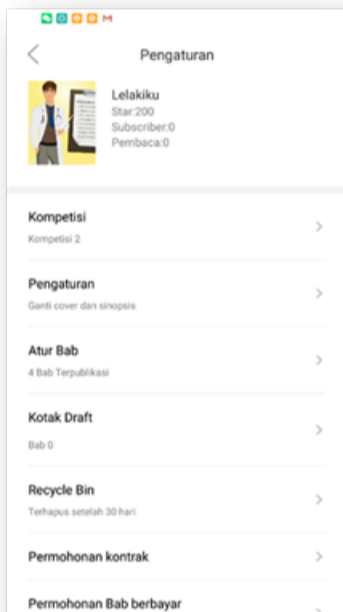 Pengaturan
Lelakiku
Star:200
Subscriber:0
Pembaca:0
Kompetisi
Kompetisi 2
Pengaturan
Ganti cover dan sinopsis
Atur Bab
4 Bab Terpublikasi
Kotak Draft
Bab 0
Recycle Bin
Terhapus setelah 30 hari
Permohonan kontrak
Permohonan Bab berbayar